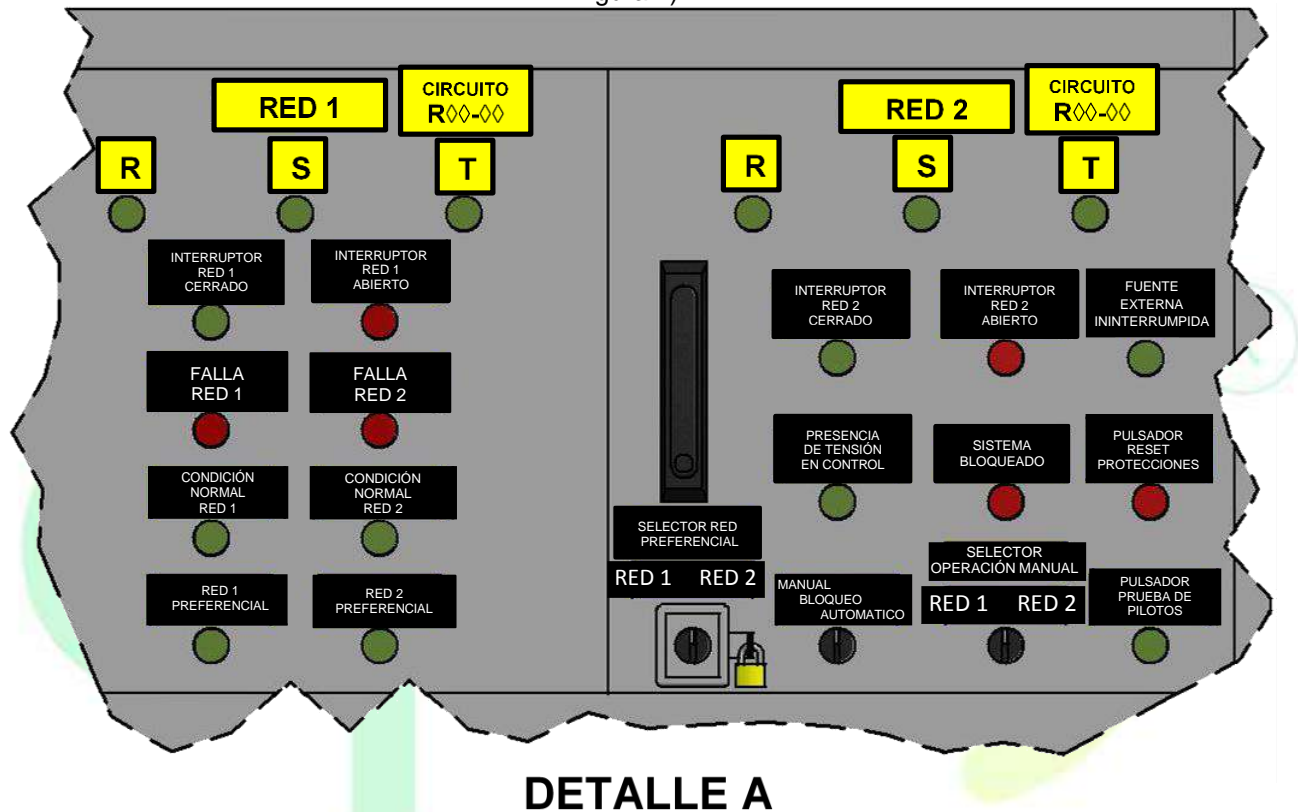 RED 1
CIRCUITO
R◊◊-◊◊
RED 2
CIRCUITO
R◊◊-◊◊
R
S
T
R
S
T
INTERRUPTOR
RED 1
CERRADO
INTERRUPTOR
RED 1
ABIERTO
INTERRUPTOR
RED 2
CERRADO
INTERRUPTOR
RED 2
ABIERTO
FUENTE
EXTERNA
ININTERRUMPIDA
FALLA
RED 1
FALLA
RED 2
PRESENCIA
DE TENSIÓN
EN CONTROL
SISTEMA
BLOQUEADO
PULSADOR
RESET
PROTECCIONES
CONDICIÓN
NORMAL
RED 1
CONDICIÓN
NORMAL
RED 2
SELECTOR RED
PREFERENCIAL
RED 1 RED 2
SELECTOR
OPERACIÓN MANUAL
RED 1 RED 2
RED 1
PREFERENCIAL
RED 2
PREFERENCIAL
MANUAL
BLOQUEO
AUTOMATICO
PULSADOR
PRUEBA DE
PILOTOS
DETALLE A